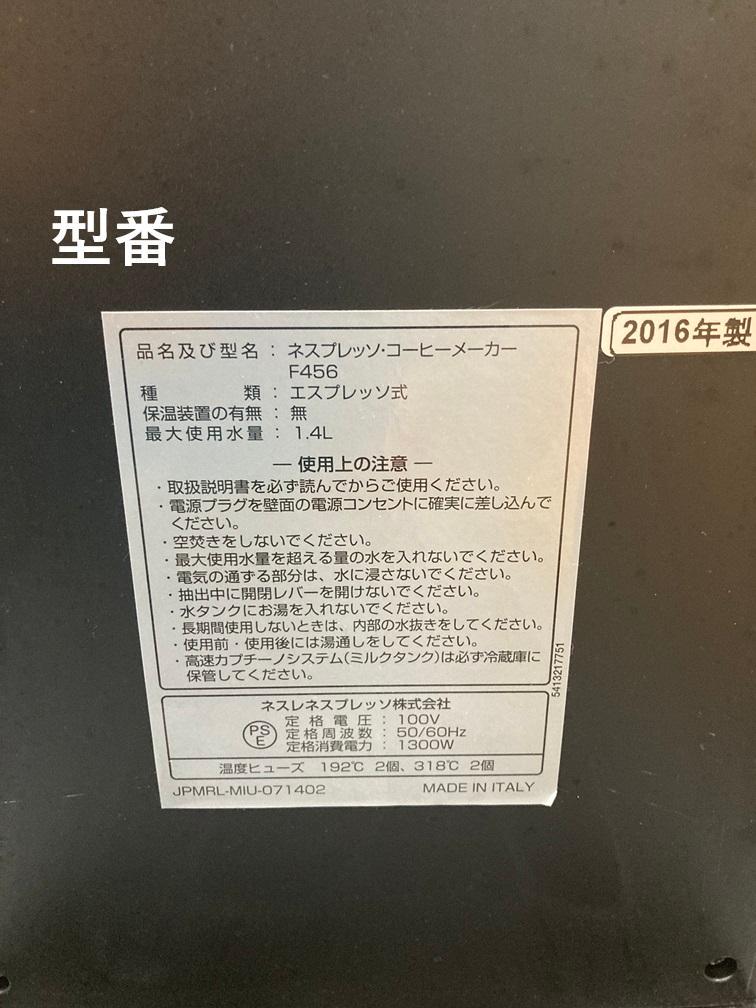 型番
2016年製
品名及び型名：ネスプレッソ・コーヒーメーカー
F456
種類：エスプレッソ式
保温装置の有無：無
最大使用水量：1.4L
― 使用上の注意 ―
・取扱説明書を必ず読んでからご使用ください。
・電源プラグを壁面の電源コンセントに確実に差し込んで
ください。
・空焚きをしないでください。
・最大使用水量を超える量の水を入れないでください。
・電気の通ずる部分は、水に浸さないでください。
・抽出中に開閉レバーを開けないでください。
・水タンクにお湯を入れないでください。
・長期間使用しないときは、内部の水抜きをしてください。
・使用前・使用後には湯通しをしてください。
・高速カプチーノシステム(ミルクタンク)は必ず冷蔵庫に
保管してください。
5413217751
ネスレネスプレッソ株式会社
PSE
定格電圧：100V
定格周波数：50/60Hz
定格消費電力：1300W
温度ヒューズ 192℃ 2個、318℃ 2個
JPMRL-MIU-071402 MADE IN ITALY